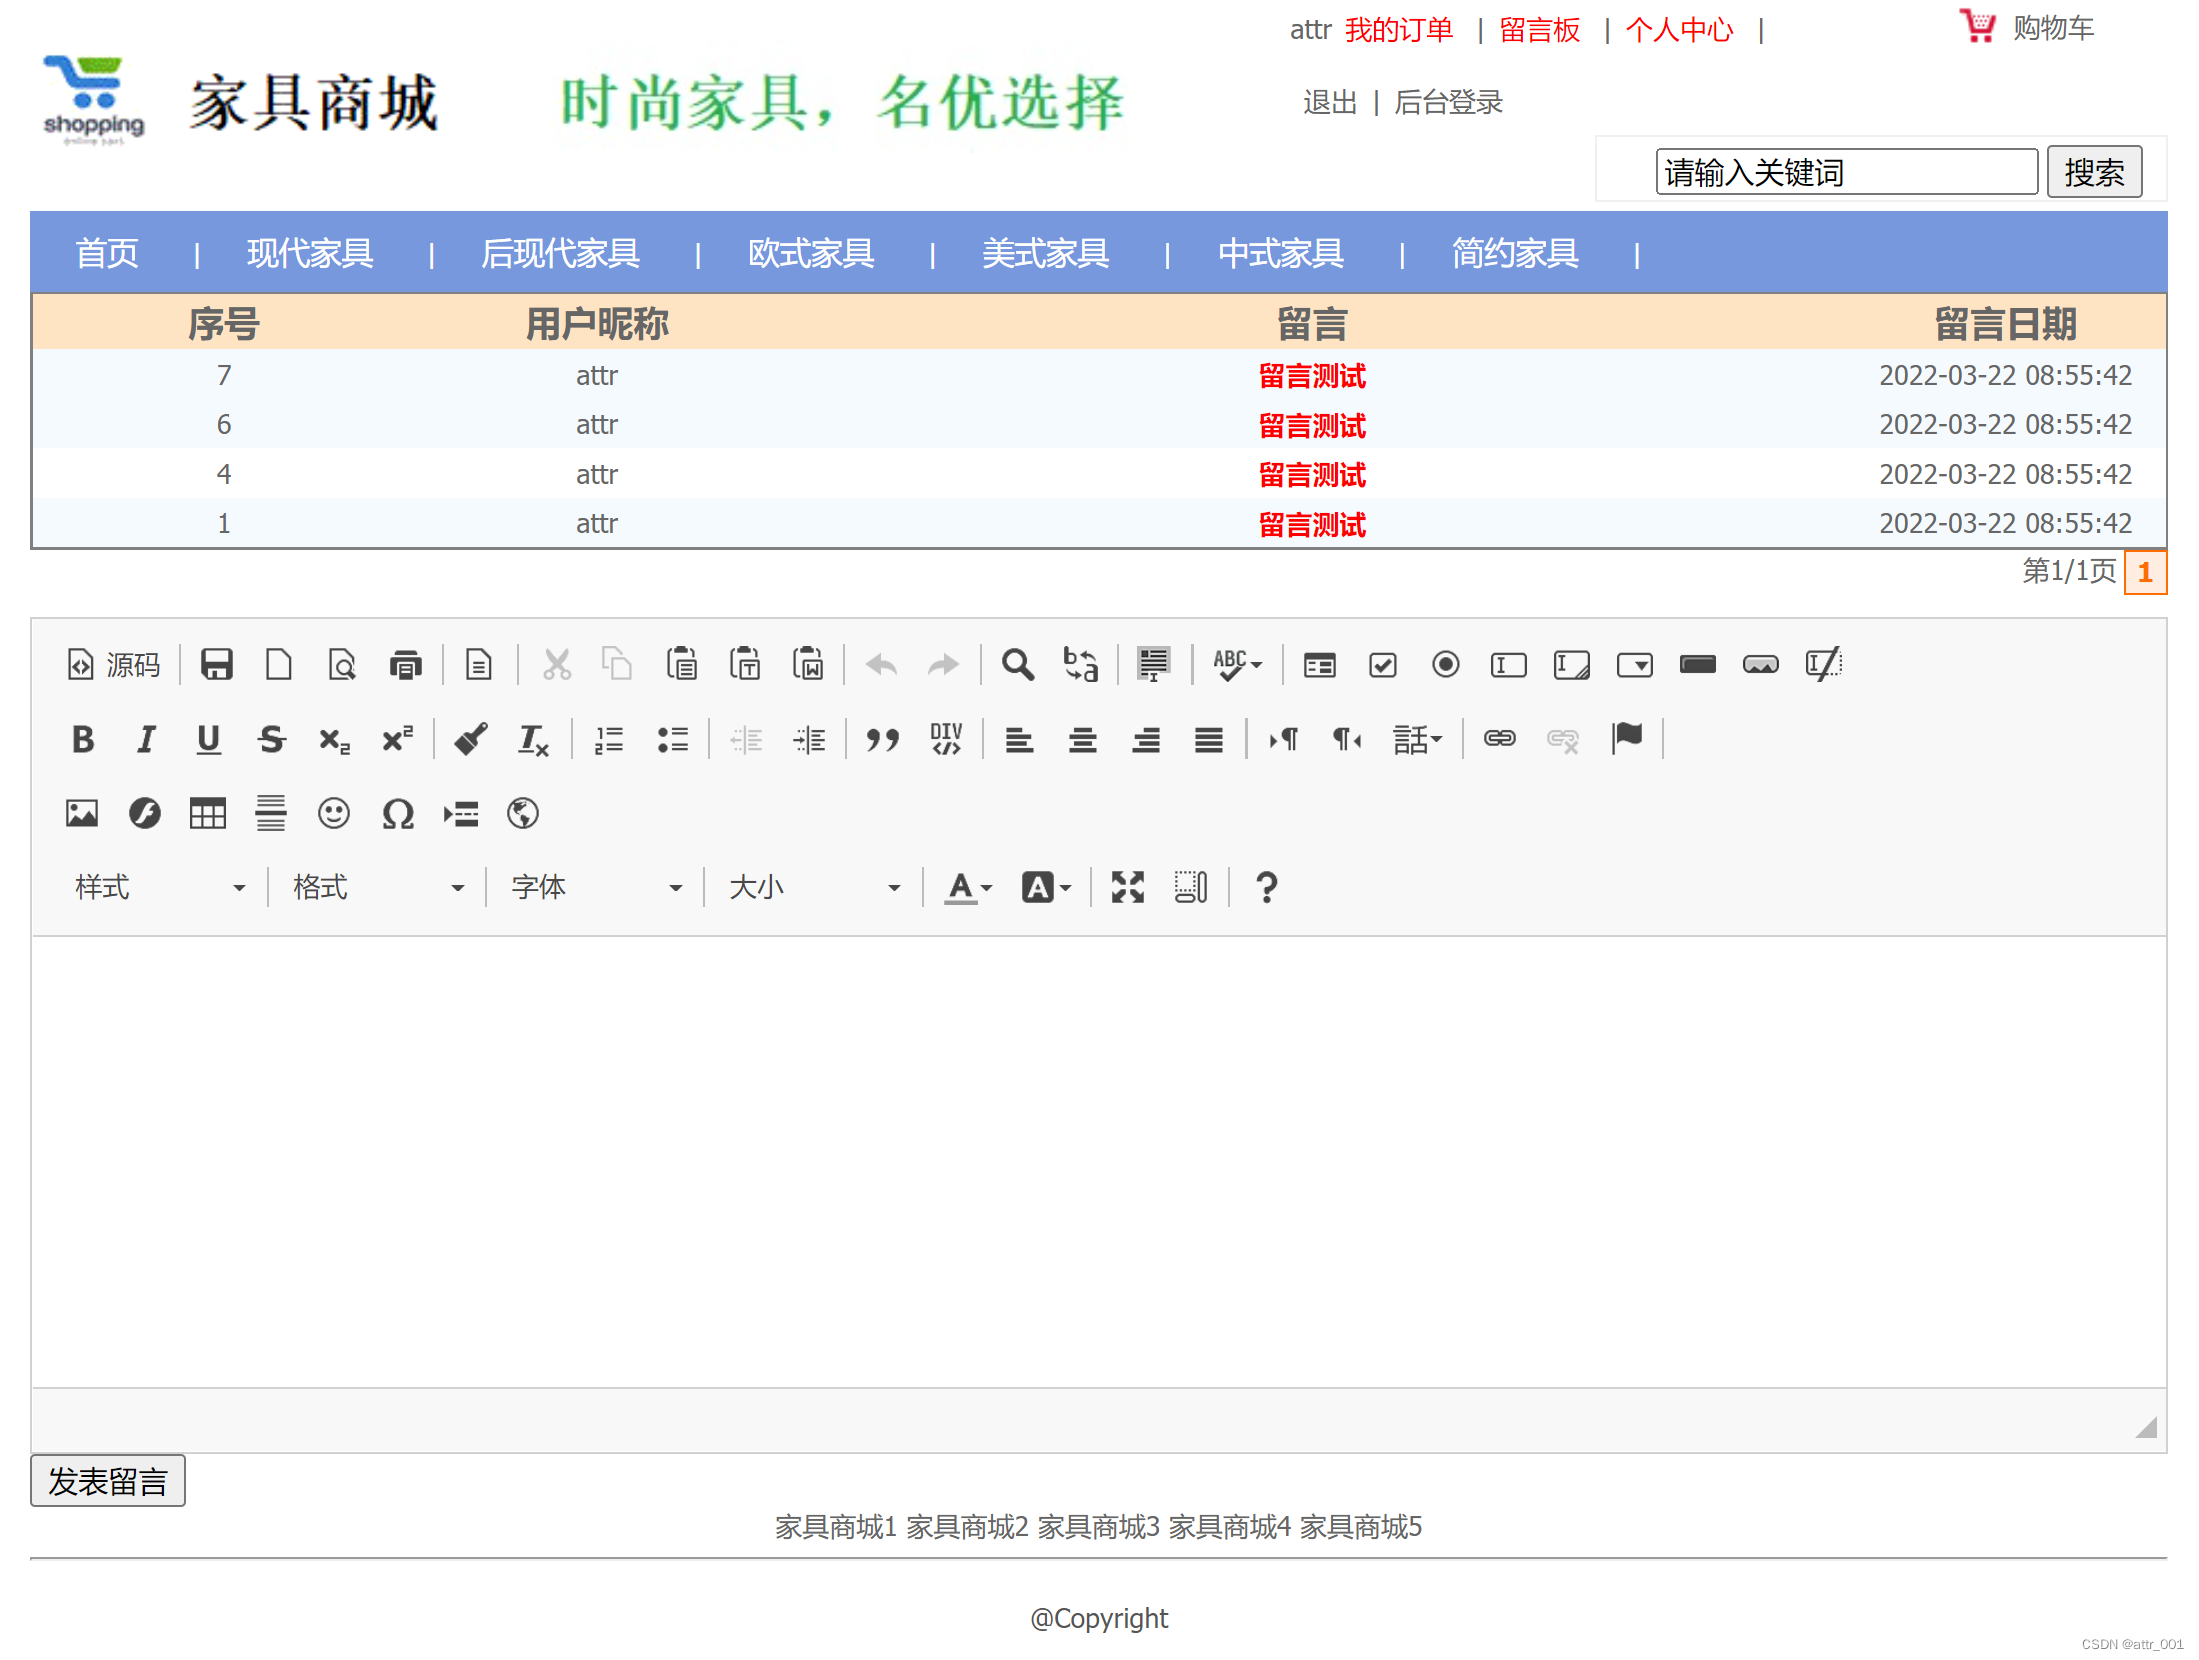 attr 我的订单 | 留言板 | 个人中心 |
购物车
shopping
家具商城
时尚家具，名优选择
退出 | 后台登录
请输入关键词 搜索
首页 | 现代家具 | 后现代家具 | 欧式家具 | 美式家具 | 中式家具 | 简约家具 |
序号 用户昵称 留言 留言日期
7 attr 留言测试 2022-03-22 08:55:42
6 attr 留言测试 2022-03-22 08:55:42
4 attr 留言测试 2022-03-22 08:55:42
1 attr 留言测试 2022-03-22 08:55:42
第1/1页 1
源码
样式 格式 字体 大小
发表留言
家具商城1 家具商城2 家具商城3 家具商城4 家具商城5
@Copyright
CSDN @attr_001